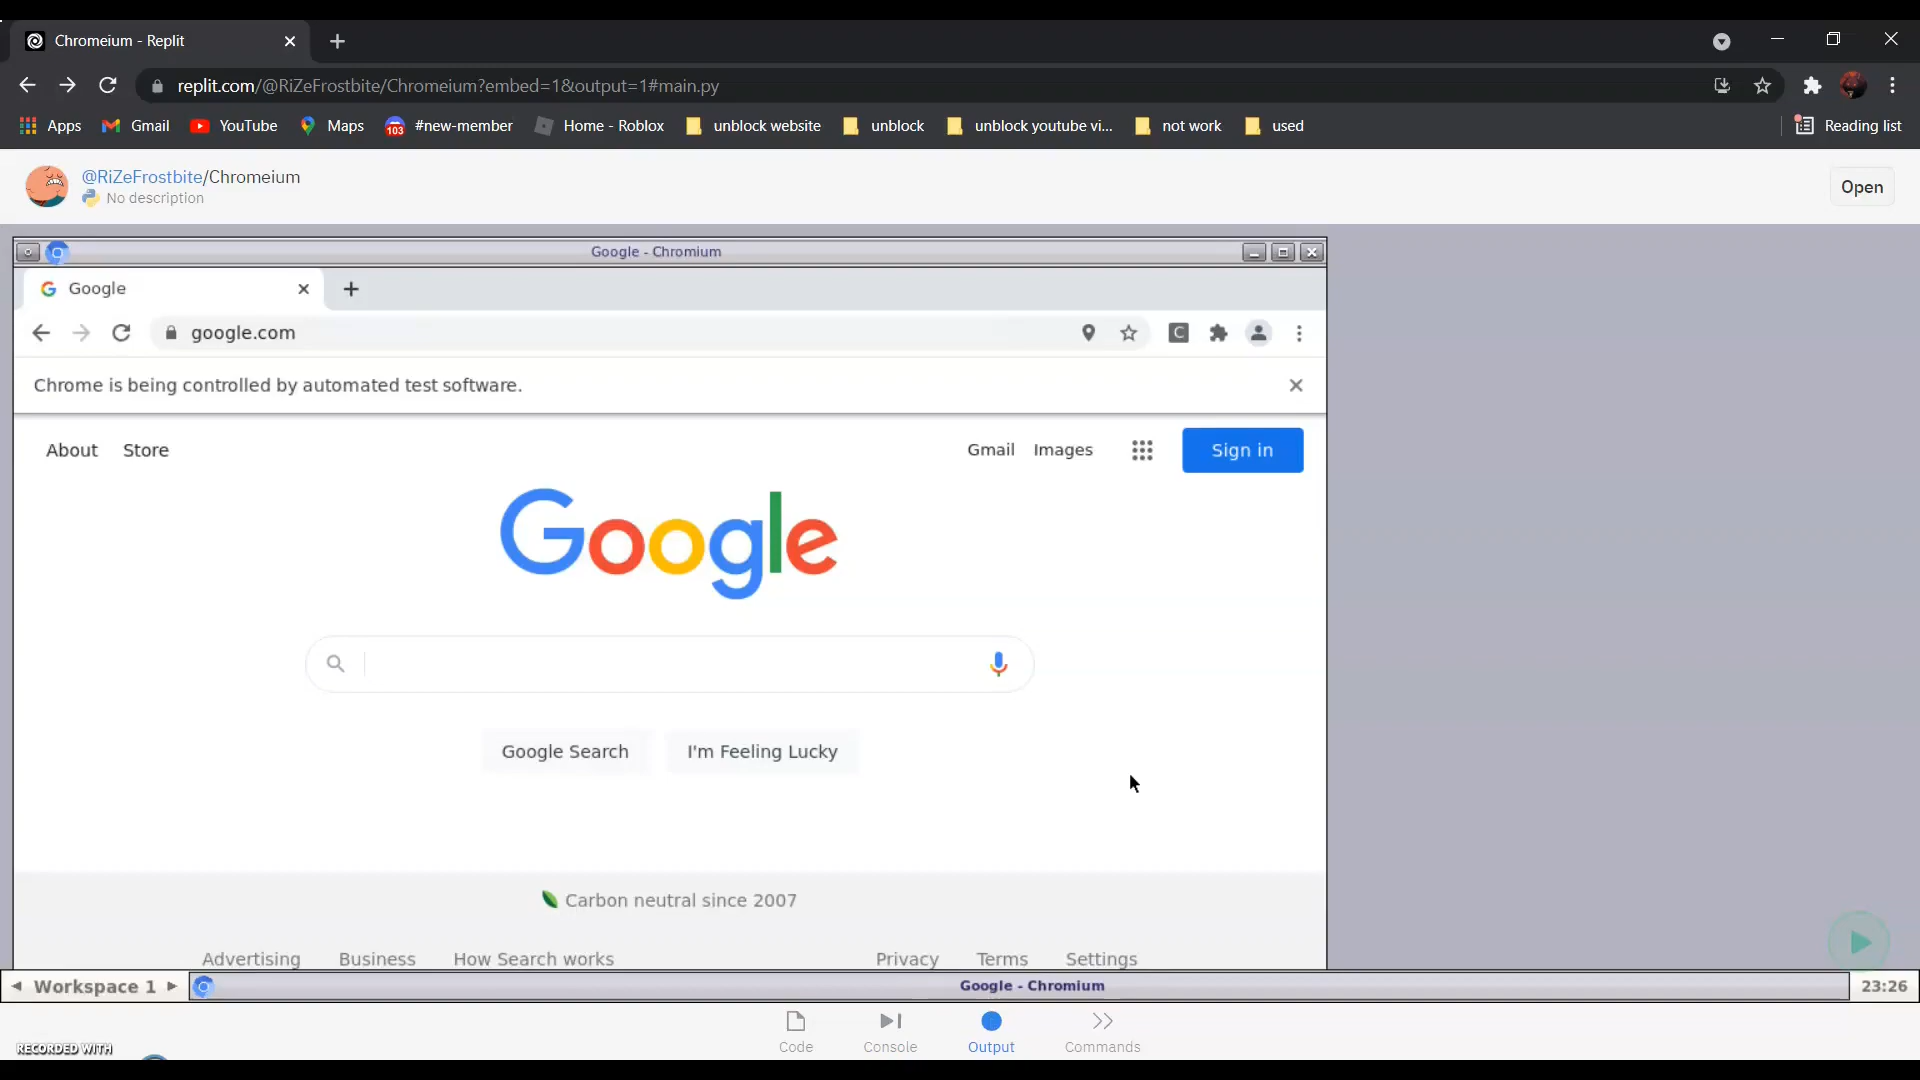 Chromeium - Replit
replit.com/@RiZeFrostbite/Chromeium?embed=1&output=1#main.py
Apps Gmail YouTube Maps 103 #new-member Home - Roblox unblock website unblock unblock youtube vi... not work used Reading list
@RiZeFrostbite/Chromeium
No description
Open
Google - Chromium
Google
google.com
Chrome is being controlled by automated test software.
About Store Gmail Images Sign in
Google
Google Search I'm Feeling Lucky
Carbon neutral since 2007
Advertising Business How Search works Privacy Terms Settings
Workspace 1 Google - Chromium 23:26
Code Console Output Commands
RECORDED WITH